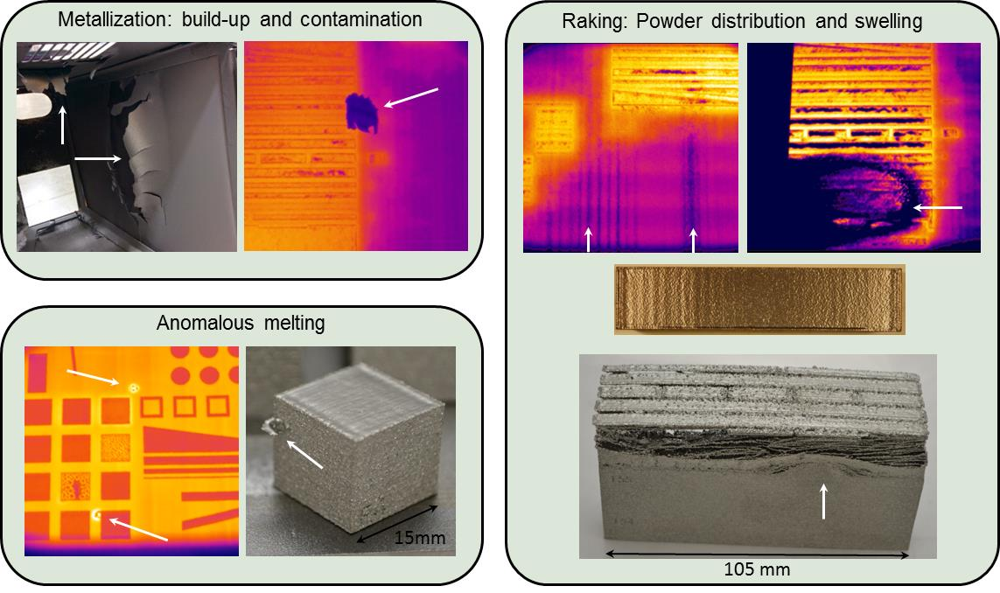 Metallization: build-up and contamination
Raking: Powder distribution and swelling
Anomalous melting
15mm
105 mm